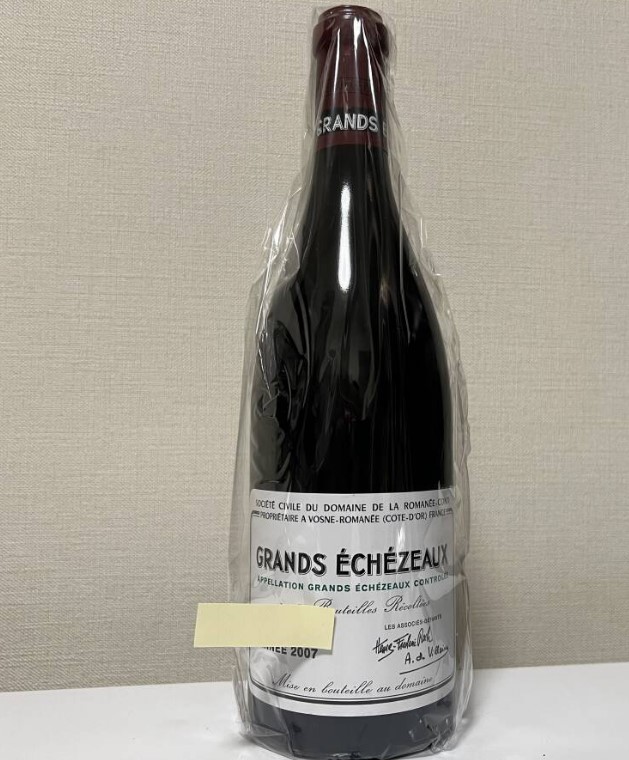 GRANDS
SOCIÉTÉ CIVILE DU DOMAINE DE LA ROMANÉE-CONTI
PROPRIÉTAIRE A VOSNE-ROMANÉE (COTE-D'OR) FRANCE
GRANDS ÉCHÉZEAUX
APPELLATION GRANDS ÉCHÉZEAUX CONTROLÉE
Bouteilles Récoltées
LES ASSOCIÉS-GÉRANTS
A. de Villaine
2007
Mise en bouteille au domaine